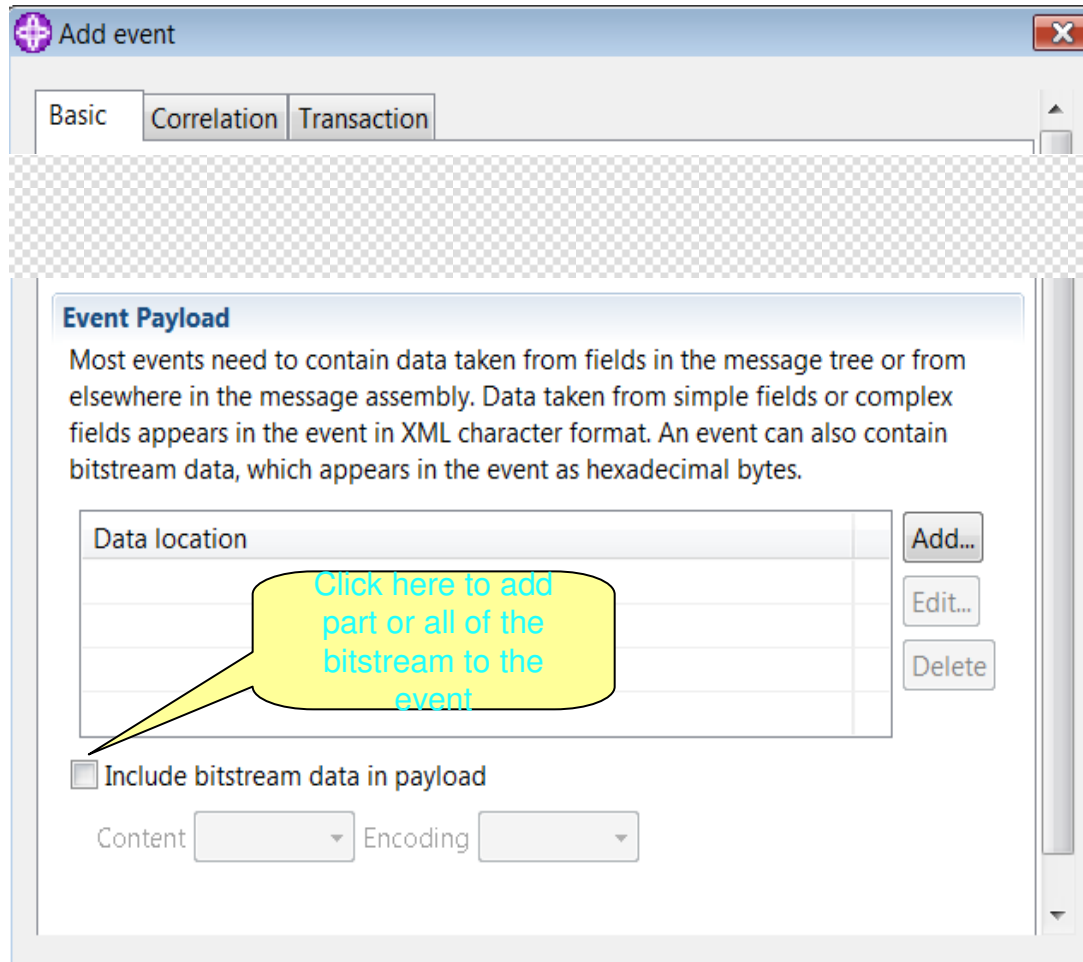 Add event
Basic Correlation Transaction
Event Payload
Most events need to contain data taken from fields in the message tree or from
elsewhere in the message assembly. Data taken from simple fields or complex
fields appears in the event in XML character format. An event can also contain
bitstream data, which appears in the event as hexadecimal bytes.
Data location
Add...
Edit...
Delete
Click here to add
part or all of the
bitstream to the
event
Include bitstream data in payload
Content Encoding